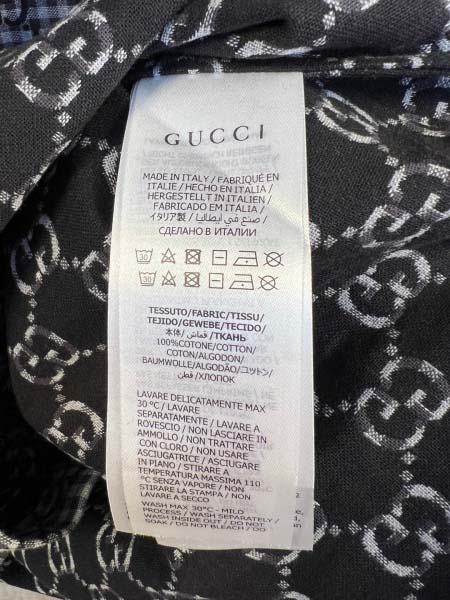 GUCCI
MADE IN ITALY / FABRIQUÉ EN
ITALIE / HECHO EN ITALIA /
HERGESTELLT IN ITALIEN /
FABRICADO EM ITÁLIA /
صنع في ايطاليا / イタリア製 /
СДЕЛАНО В ИТАЛИИ
30
30
TESSUTO/FABRIC/TISSU/
TEJIDO/GEWEBE/TECIDO/
本体/ قماش /ТКАНЬ
100%COTONE/COTTON/
COTON/ALGODON/
BAUMWOLLE/ALGODÃO/コットン/
قطن/ХЛОПОК
LAVARE DELICATAMENTE MAX
30 °C / LAVARE
SEPARATAMENTE / LAVARE A
ROVESCIO / NON LASCIARE IN
AMMOLLO / NON TRATTARE
CON CLORO / NON USARE
ASCIUGATRICE / ASCIUGARE
IN PIANO / STIRARE A
TEMPERATURA MASSIMA 110
°C SENZA VAPORE / NON
STIRARE LA STAMPA / NON
LAVARE A SECCO
WASH MAX 30°C - MILD
PROCESS / WASH SEPARATELY /
WASH INSIDE OUT / DO NOT
SOAK / DO NOT BLEACH / DO